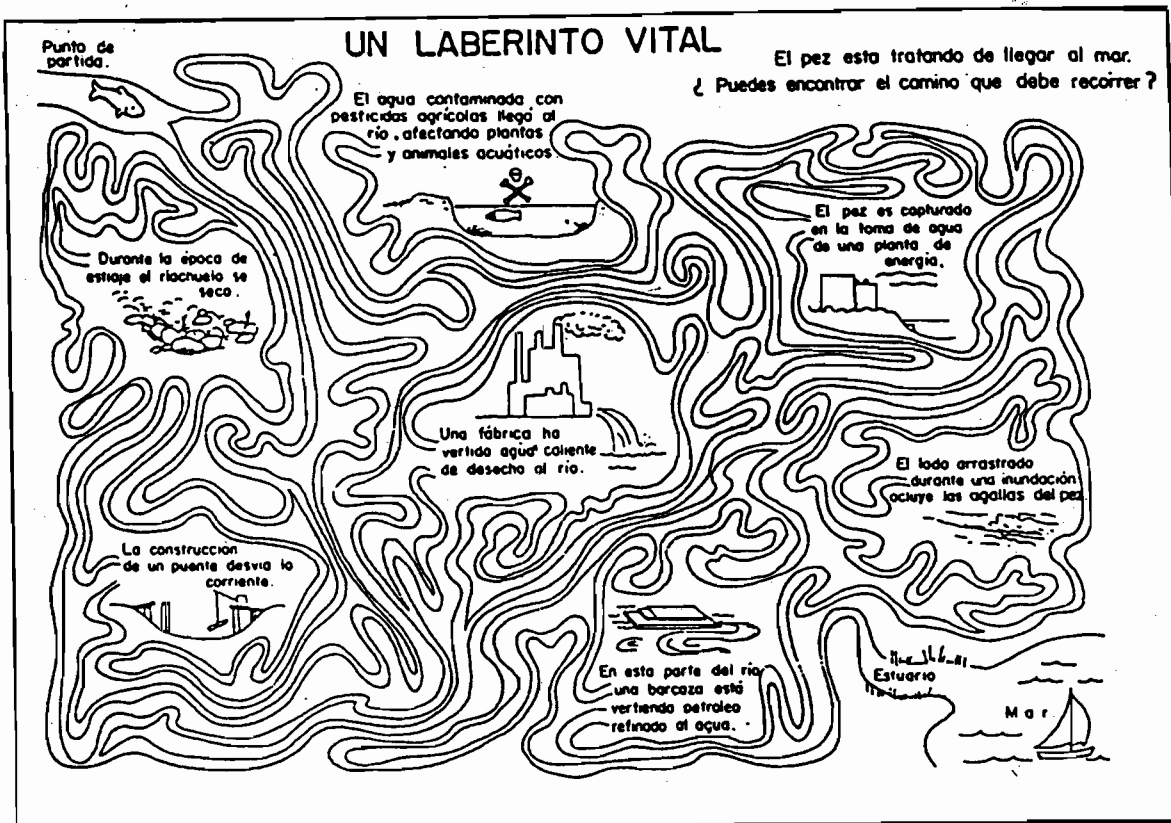 UN LABERINTO VITAL
Punto de
partida.
El pez esta tratando de llegar al mar.
¿ Puedes encontrar el camino que debe recorrer ?
El agua contaminada con
pesticidas agrícolas llega al
río, afectando plantas
y animales acuáticos.
El pez es capturado
en la toma de agua
de una planta de
energía.
Durante la época de
estiaje el riachuelo se
seca.
Una fábrica ha
vertido agua caliente
de desecho al río.
El lodo arrastrado
durante una inundación
ocluye las agallas del pez.
La construccion
de un puente desvia la
corriente.
En esta parte del río
una barcaza está
vertiendo petroleo
refinado al agua.
Estuario
Mar